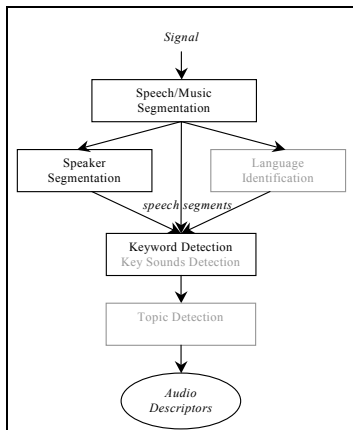 Signal
Speech/Music
Segmentation
Speaker
Segmentation
Language
Identification
speech segments
Keyword Detection
Key Sounds Detection
Topic Detection
Audio
Descriptors